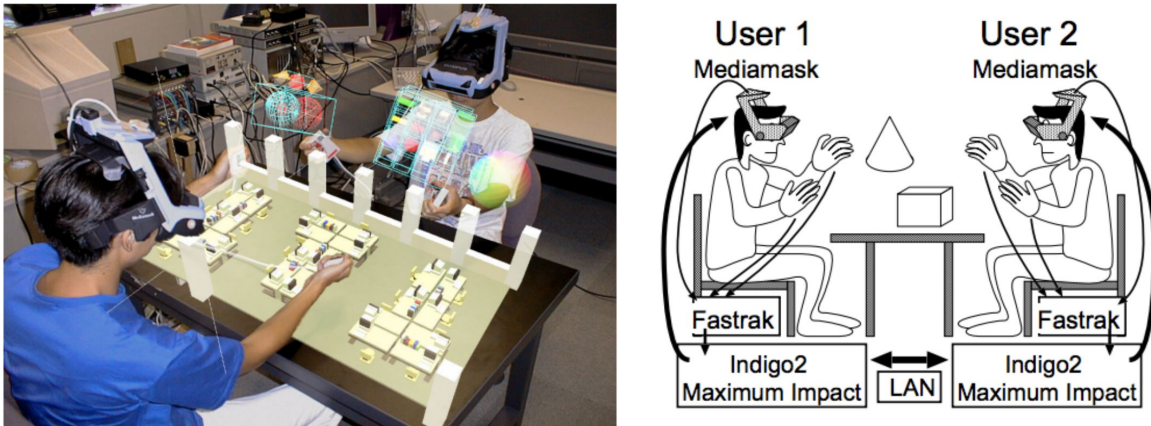 User 1
User 2
Mediamask
Mediamask
Fastrak
Fastrak
Indigo2
Maximum Impact
LAN
Indigo2
Maximum Impact